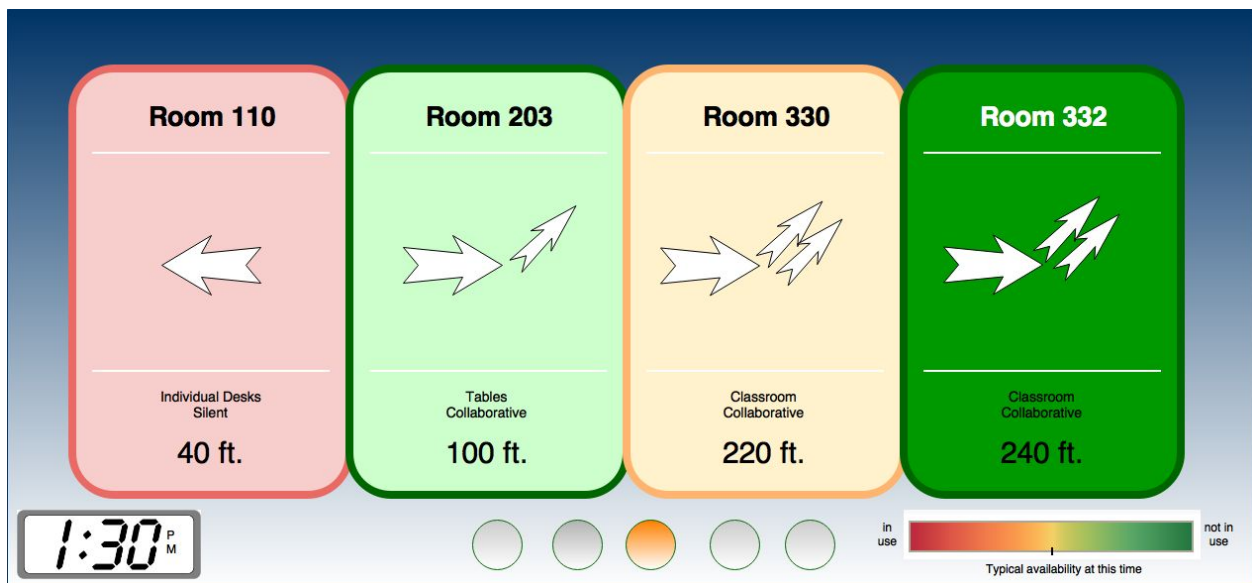 Room 110
Individual Desks
Silent
40 ft.
Room 203
Tables
Collaborative
100 ft.
Room 330
Classroom
Collaborative
220 ft.
Room 332
Classroom
Collaborative
240 ft.
1:30 PM
in
use
not in
use
Typical availability at this time